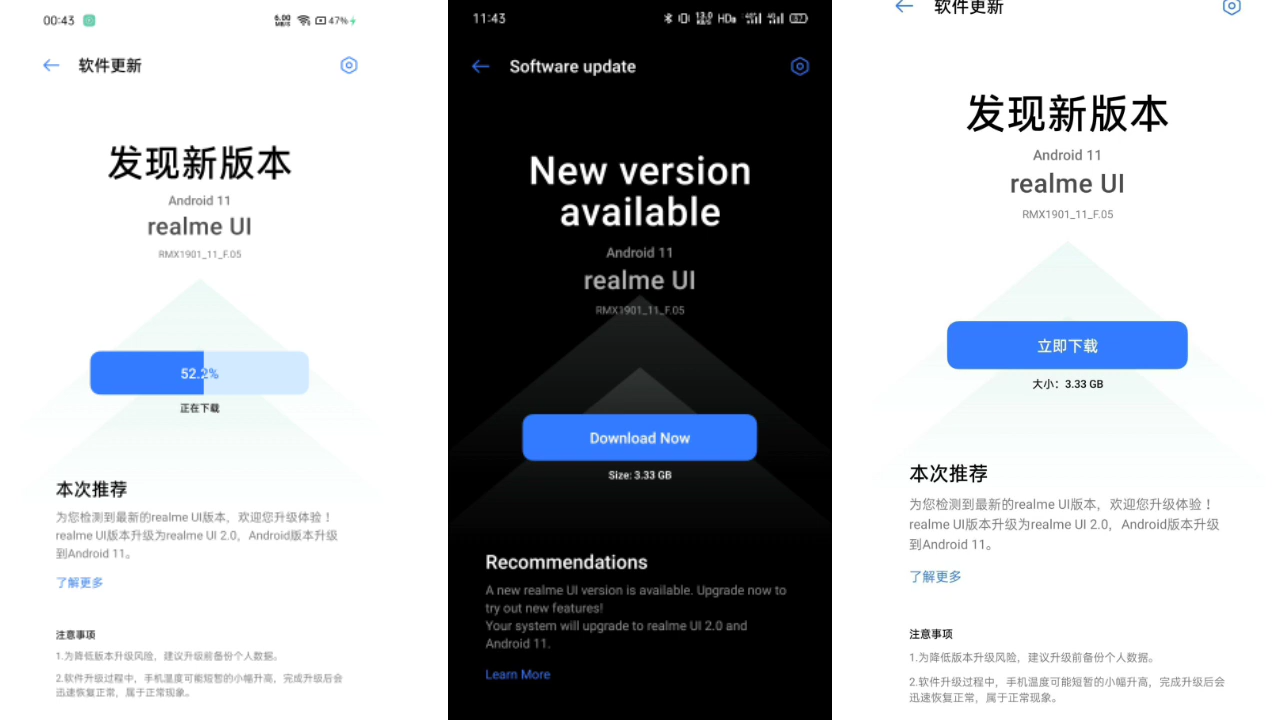 00:43
6.00
47%
软件更新
发现新版本
Android 11
realme UI
RMX1901_11_F.05
52.2%
正在下载
本次推荐
为您检测到最新的realme UI版本，欢迎您升级体验！
realme UI版本升级为realme UI 2.0，Android版本升级
到Android 11。
了解更多
注意事项
1.为降低版本升级风险，建议升级前备份个人数据。
2.软件升级过程中，手机温度可能短暂的小幅升高，完成升级后会
迅速恢复正常，属于正常现象。
11:43
Software update
New version
available
Android 11
realme UI
RMX1901_11_F.05
Download Now
Size: 3.33 GB
Recommendations
A new realme UI version is available. Upgrade now to
try out new features!
Your system will upgrade to realme UI 2.0 and
Android 11.
Learn More
软件更新
发现新版本
Android 11
realme UI
RMX1901_11_F.05
立即下载
大小：3.33 GB
本次推荐
为您检测到最新的realme UI版本，欢迎您升级体验！
realme UI版本升级为realme UI 2.0，Android版本升级
到Android 11。
了解更多
注意事项
1.为降低版本升级风险，建议升级前备份个人数据。
2.软件升级过程中，手机温度可能短暂的小幅升高，完成升级后会
迅速恢复正常，属于正常现象。